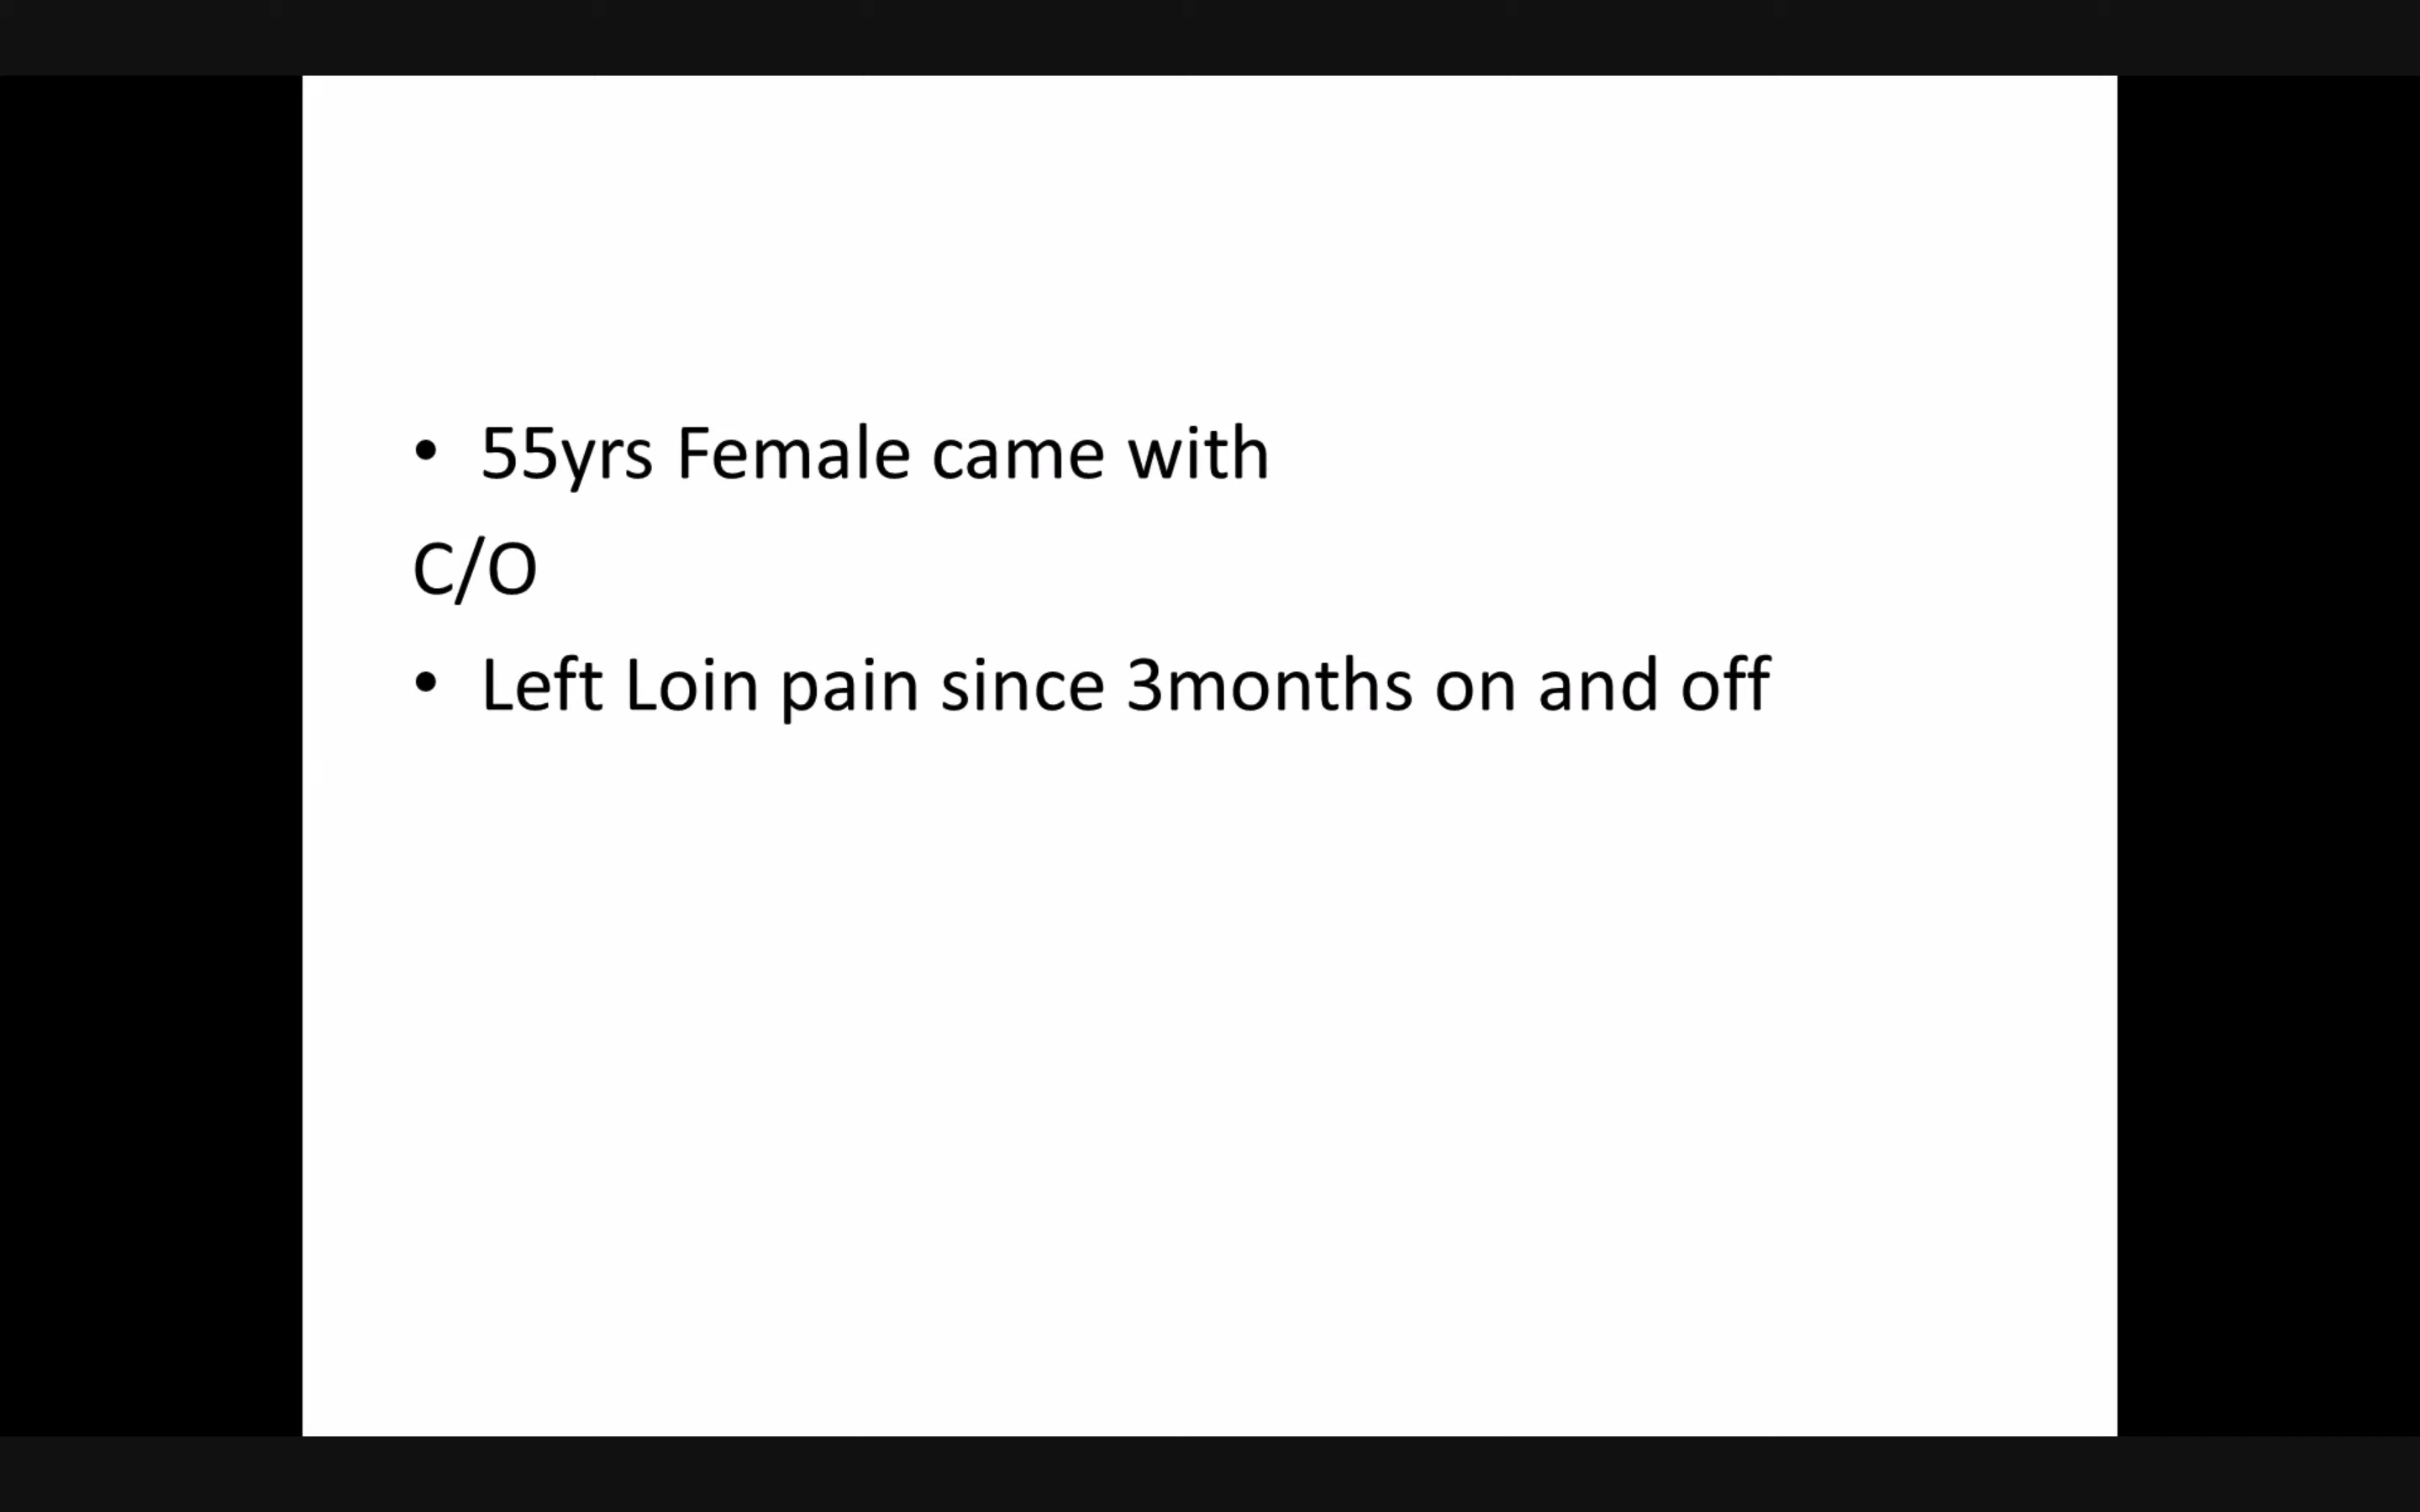 • 55yrs Female came with
C/O
• Left Loin pain since 3months on and off